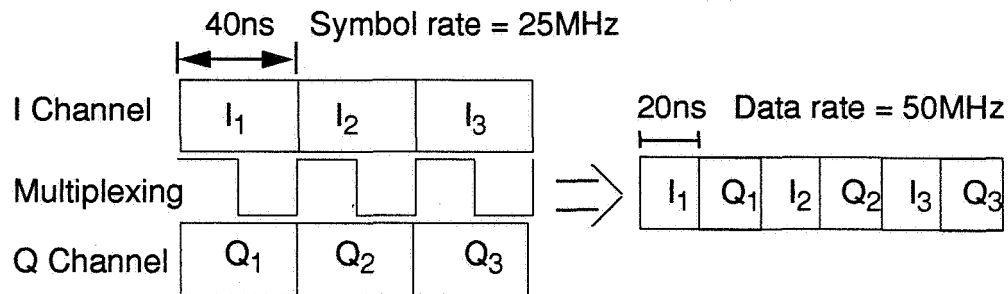 40ns Symbol rate = 25MHz
I Channel I₁ I₂ I₃
20ns Data rate = 50MHz
Multiplexing
I₁ Q₁ I₂ Q₂ I₃ Q₃
Q Channel Q₁ Q₂ Q₃